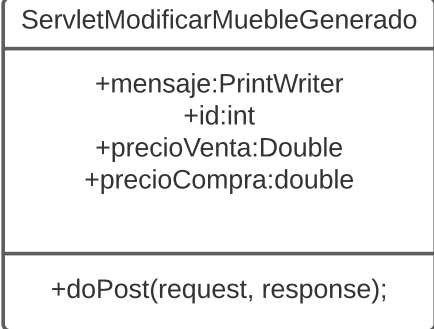 ServletModificarMuebleGenerado
+mensaje:PrintWriter
+id:int
+precioVenta:Double
+precioCompra:double
+doPost(request, response);